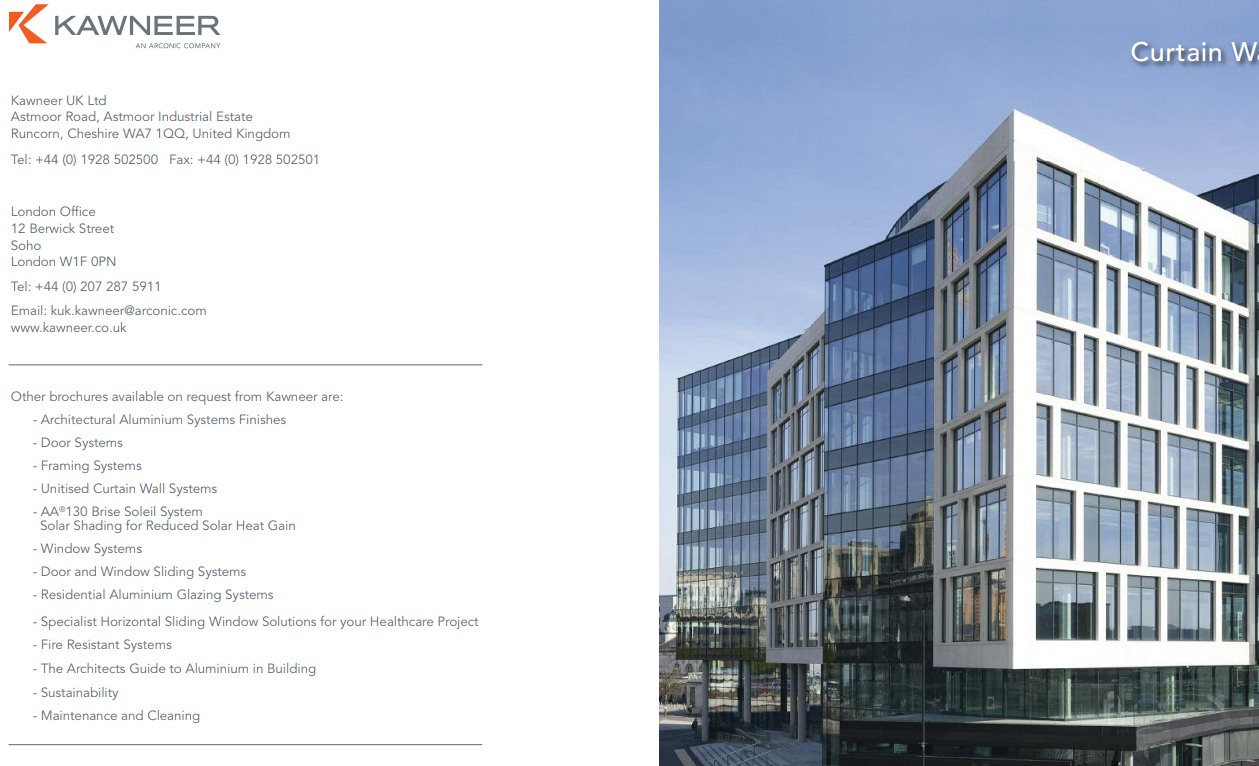 KAWNEER
AN ARCONIC COMPANY
Kawneer UK Ltd
Astmoor Road, Astmoor Industrial Estate
Runcorn, Cheshire WA7 1QQ, United Kingdom
Tel: +44 (0) 1928 502500 Fax: +44 (0) 1928 502501
London Office
12 Berwick Street
Soho
London W1F 0PN
Tel: +44 (0) 207 287 5911
Email: kuk.kawneer@arconic.com
www.kawneer.co.uk
Other brochures available on request from Kawneer are:
- Architectural Aluminium Systems Finishes
- Door Systems
- Framing Systems
- Unitised Curtain Wall Systems
- AA®130 Brise Soleil System
Solar Shading for Reduced Solar Heat Gain
- Window Systems
- Door and Window Sliding Systems
- Residential Aluminium Glazing Systems
- Specialist Horizontal Sliding Window Solutions for your Healthcare Project
- Fire Resistant Systems
- The Architects Guide to Aluminium in Building
- Sustainability
- Maintenance and Cleaning
Curtain